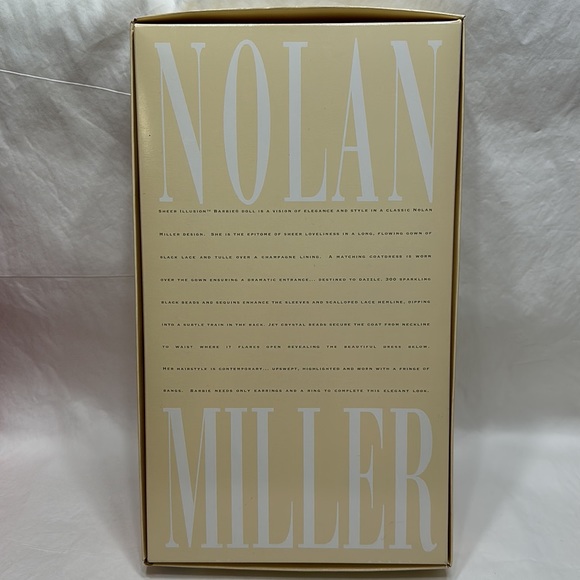 NOLAN
SHEER ILLUSION™ BARBIE® DOLL IS A VISION OF ELEGANCE AND STYLE IN A CLASSIC NOLAN
MILLER DESIGN. SHE IS THE EPITOME OF SHEER LOVELINESS IN A LONG, FLOWING GOWN OF
BLACK LACE AND TULLE OVER A CHAMPAGNE LINING. A MATCHING COATDRESS IS WORN
OVER THE GOWN ENSURING A DRAMATIC ENTRANCE... DESTINED TO DAZZLE. 300 SPARKLING
BLACK BEADS AND SEQUINS ENHANCE THE SLEEVES AND SCALLOPED LACE HEMLINE, DIPPING
INTO A SUBTLE TRAIN IN THE BACK. JET CRYSTAL BEADS SECURE THE COAT FROM NECKLINE
TO WAIST WHERE IT FLARES OPEN REVEALING THE BEAUTIFUL DRESS BELOW.
HER HAIRSTYLE IS CONTEMPORARY... UPSWEPT, HIGHLIGHTED AND WORN WITH A FRINGE OF
BANGS. BARBIE NEEDS ONLY EARRINGS AND A RING TO COMPLETE THIS ELEGANT LOOK.
MILLER